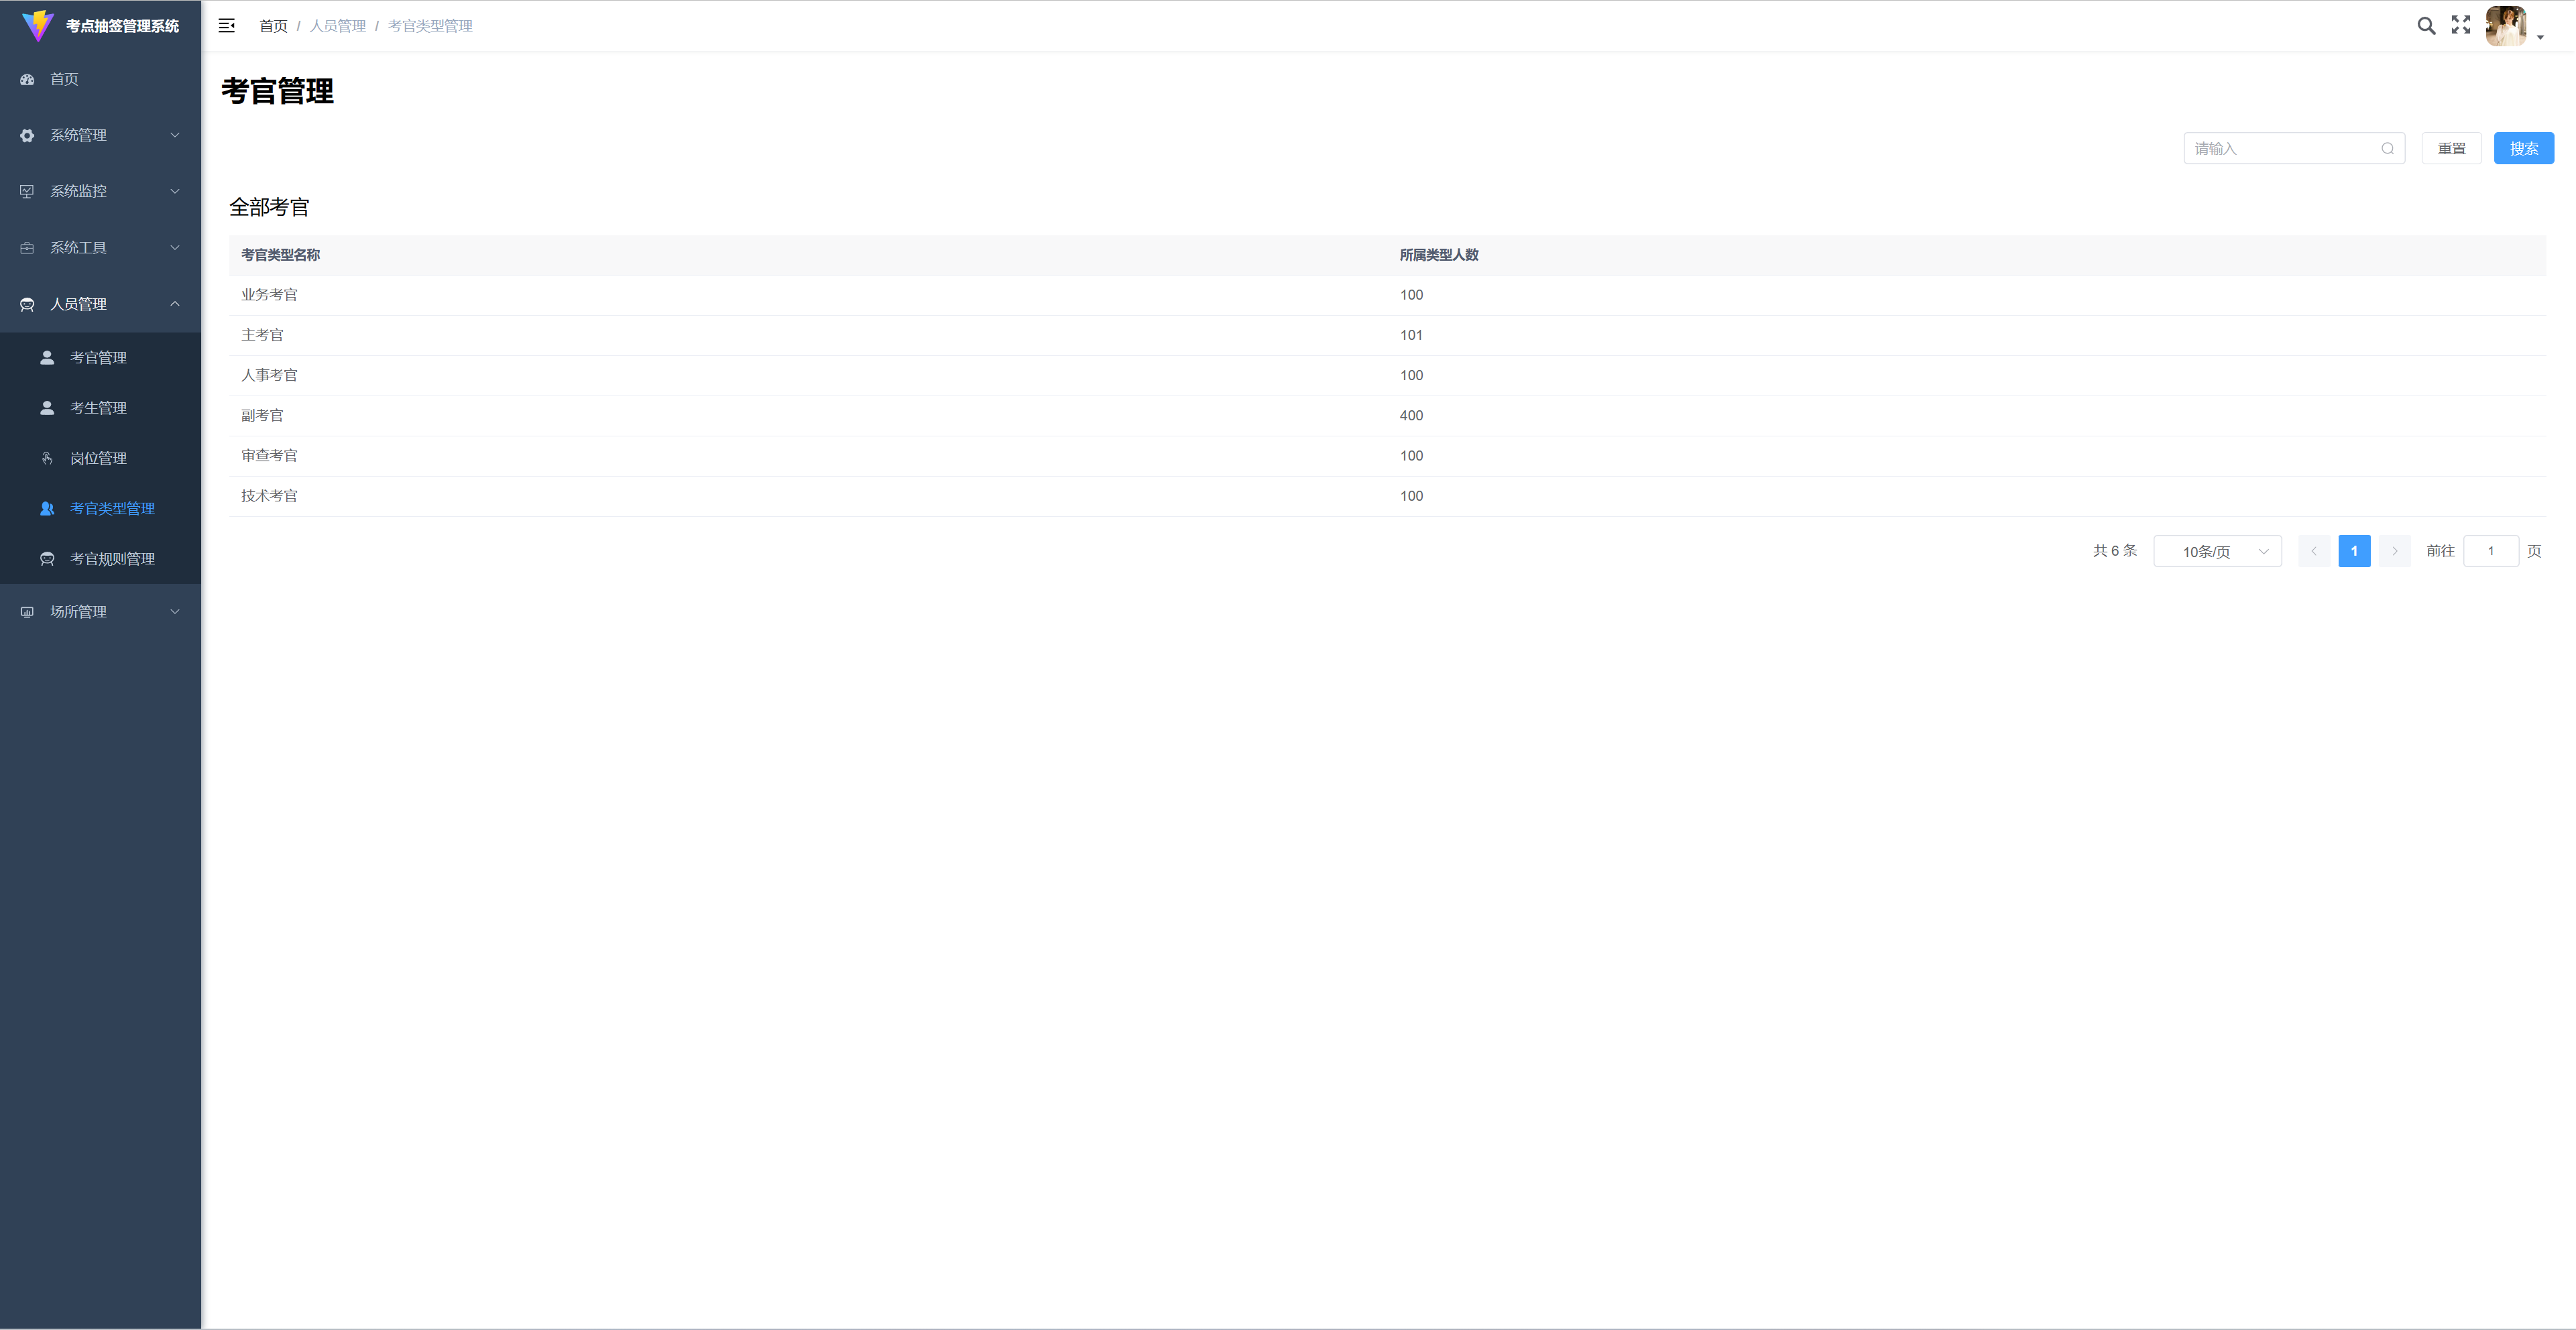 考点抽签管理系统
首页
系统管理
系统监控
系统工具
人员管理
考官管理
考生管理
岗位管理
考官类型管理
考官规则管理
场所管理
首页 / 人员管理 / 考官类型管理
考官管理
请输入 重置 搜索
全部考官
考官类型名称 所属类型人数
业务考官 100
主考官 101
人事考官 100
副考官 400
审查考官 100
技术考官 100
共 6 条 10条/页 1 前往 1 页